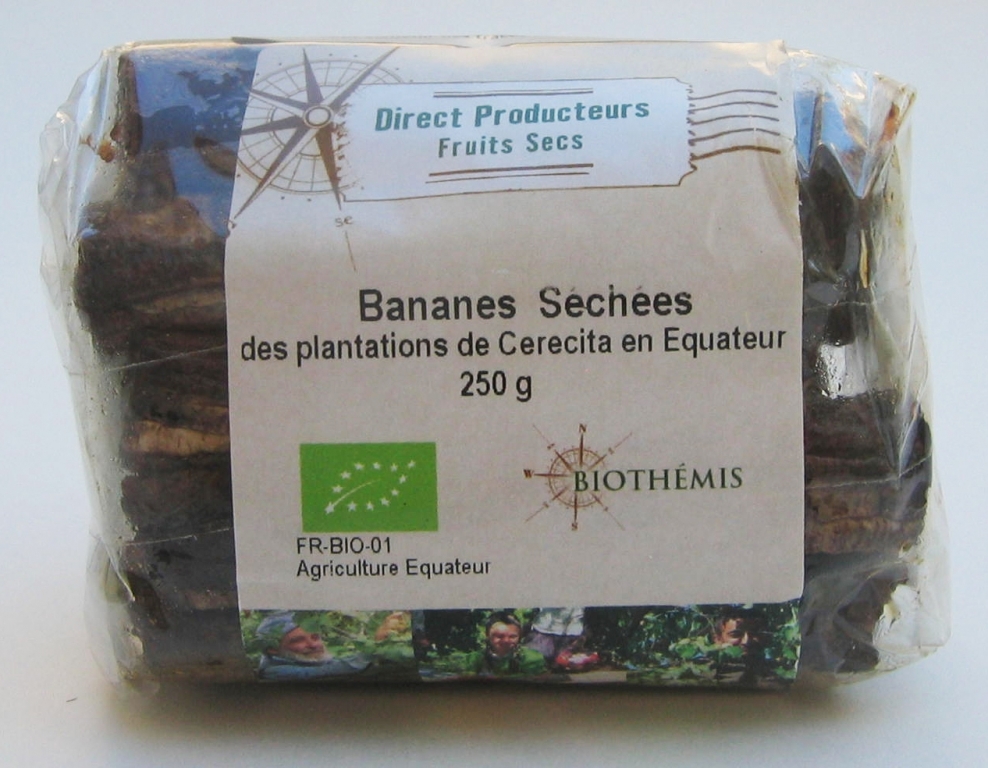 Direct Producteurs
Fruits Secs
se
Bananes Séchées
des plantations de Cerecita en Equateur
250 g
N
W
BIOTHÉMIS
S
FR-BIO-01
Agriculture Equateur